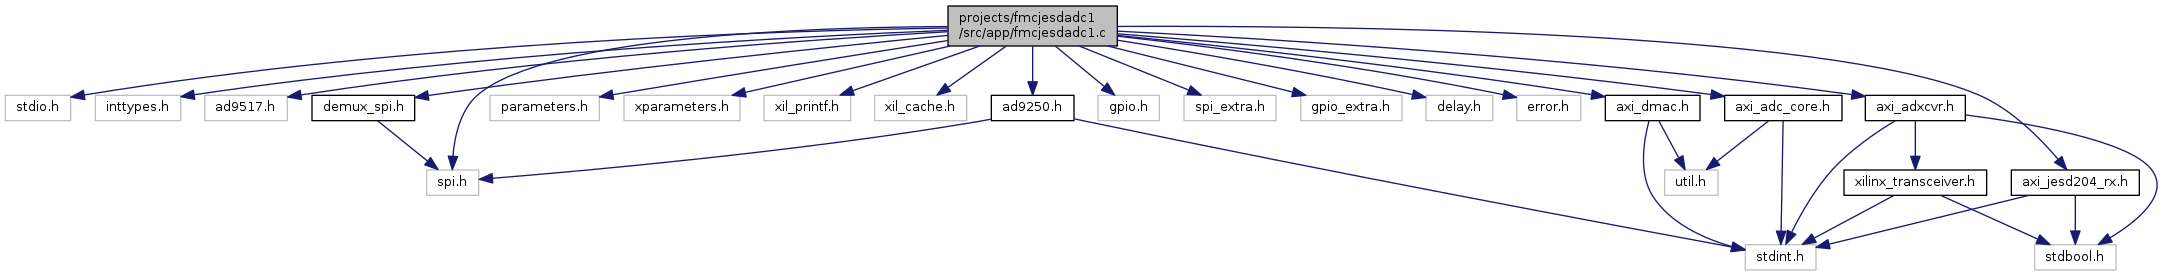 projects/fmcjesdadc1
/src/app/fmcjesdadc1.c
stdio.h
inttypes.h
ad9517.h
demux_spi.h
parameters.h
xparameters.h
xil_printf.h
xil_cache.h
ad9250.h
gpio.h
spi_extra.h
gpio_extra.h
delay.h
error.h
axi_dmac.h
axi_adc_core.h
axi_adxcvr.h
spi.h
util.h
xilinx_transceiver.h
axi_jesd204_rx.h
stdint.h
stdbool.h